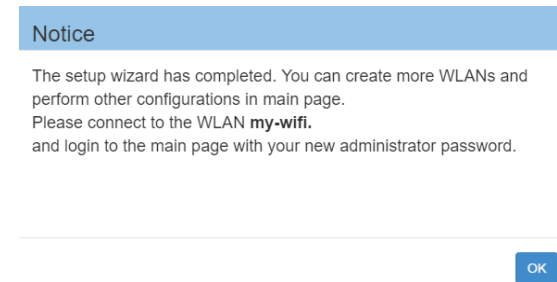 Notice
The setup wizard has completed. You can create more WLANs and
perform other configurations in main page.
Please connect to the WLAN my-wifi.
and login to the main page with your new administrator password.
OK